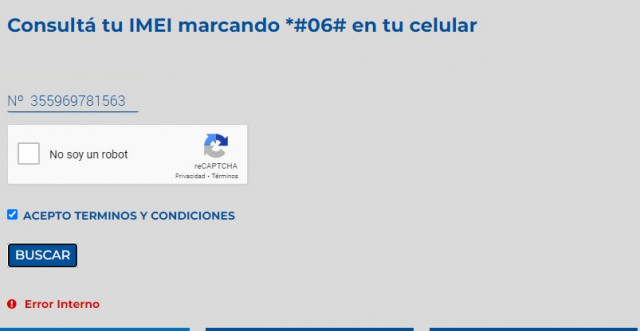 Consultá tu IMEI marcando *#06# en tu celular
Nº 355969781563
No soy un robot
reCAPTCHA
Privacidad - Términos
ACEPTO TERMINOS Y CONDICIONES
BUSCAR
Error Interno